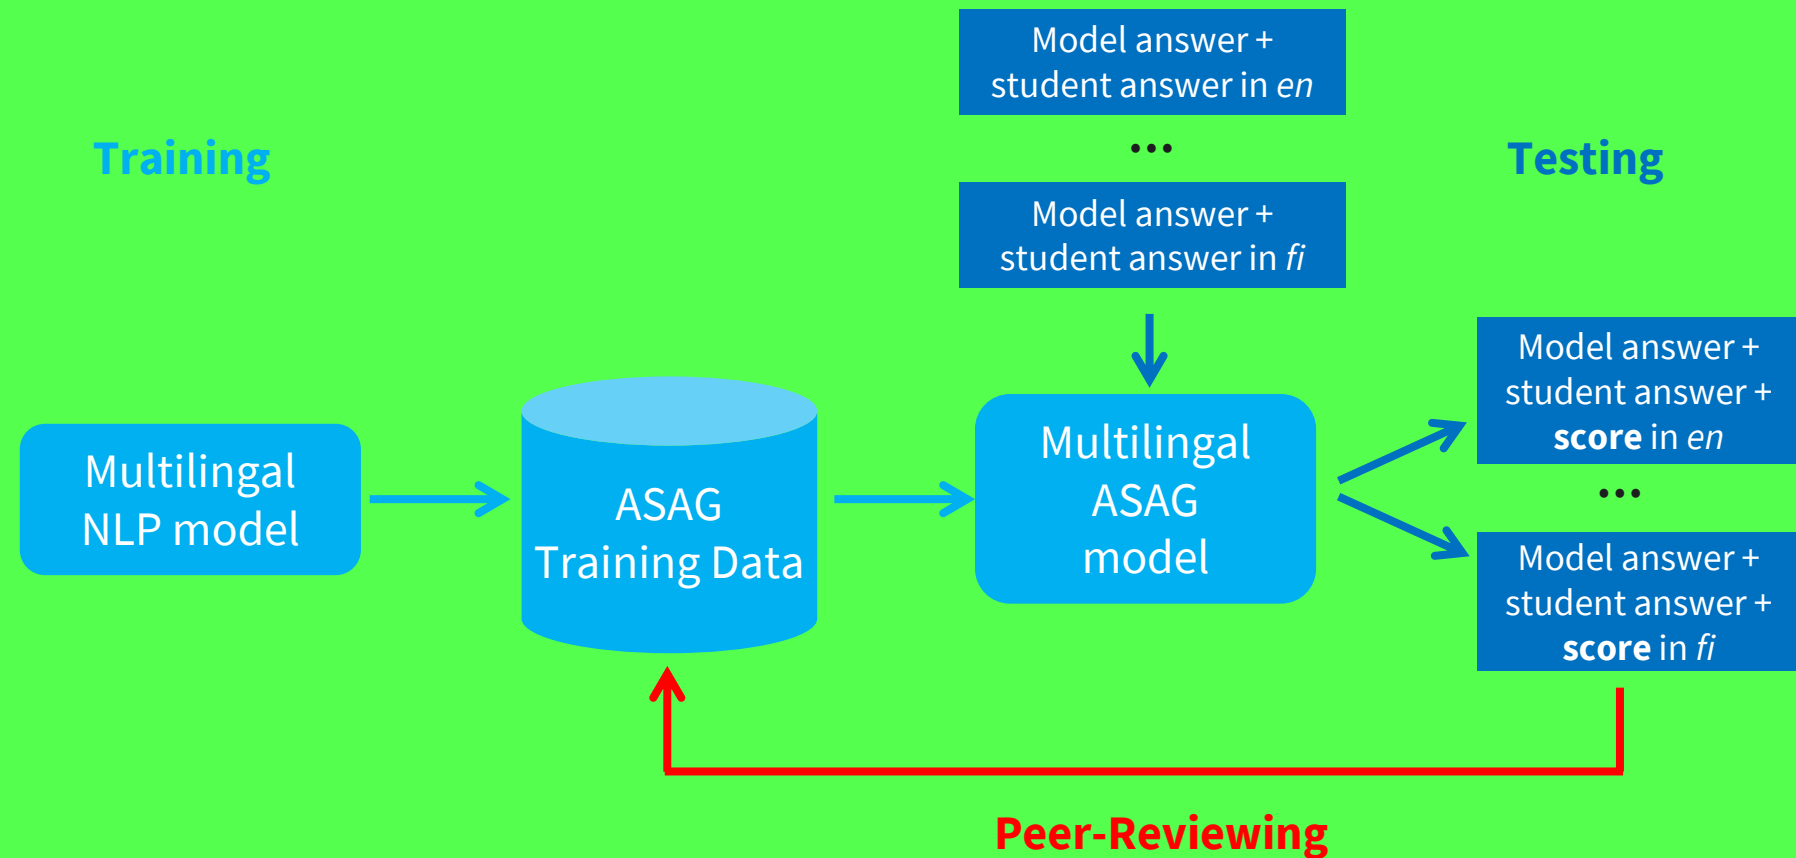 Model answer +
student answer in en
...
Training
Testing
Model answer +
student answer in fi
Model answer +
student answer +
score in en
...
Model answer +
student answer +
score in fi
Multilingal
NLP model
ASAG
Training Data
Multilingal
ASAG
model
Peer-Reviewing